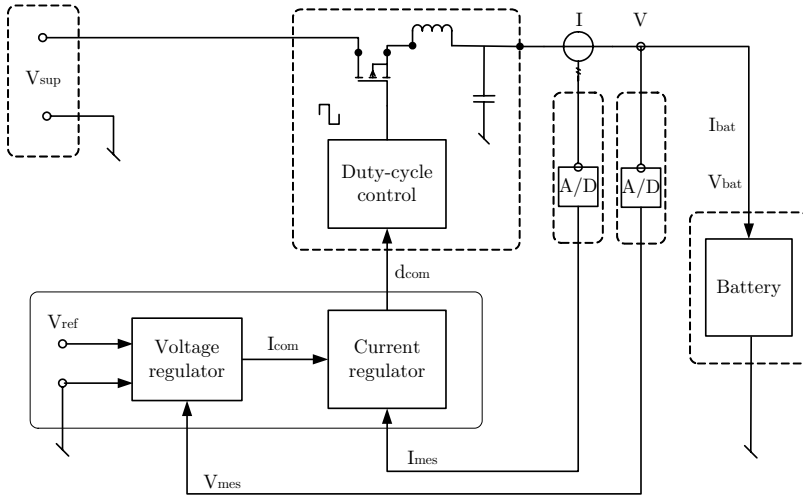 I
V
Vsup
Ibat
Duty-cycle
control
A/D
A/D
Vbat
dcom
Battery
Vref
Voltage
regulator
Icom
Current
regulator
Imes
Vmes